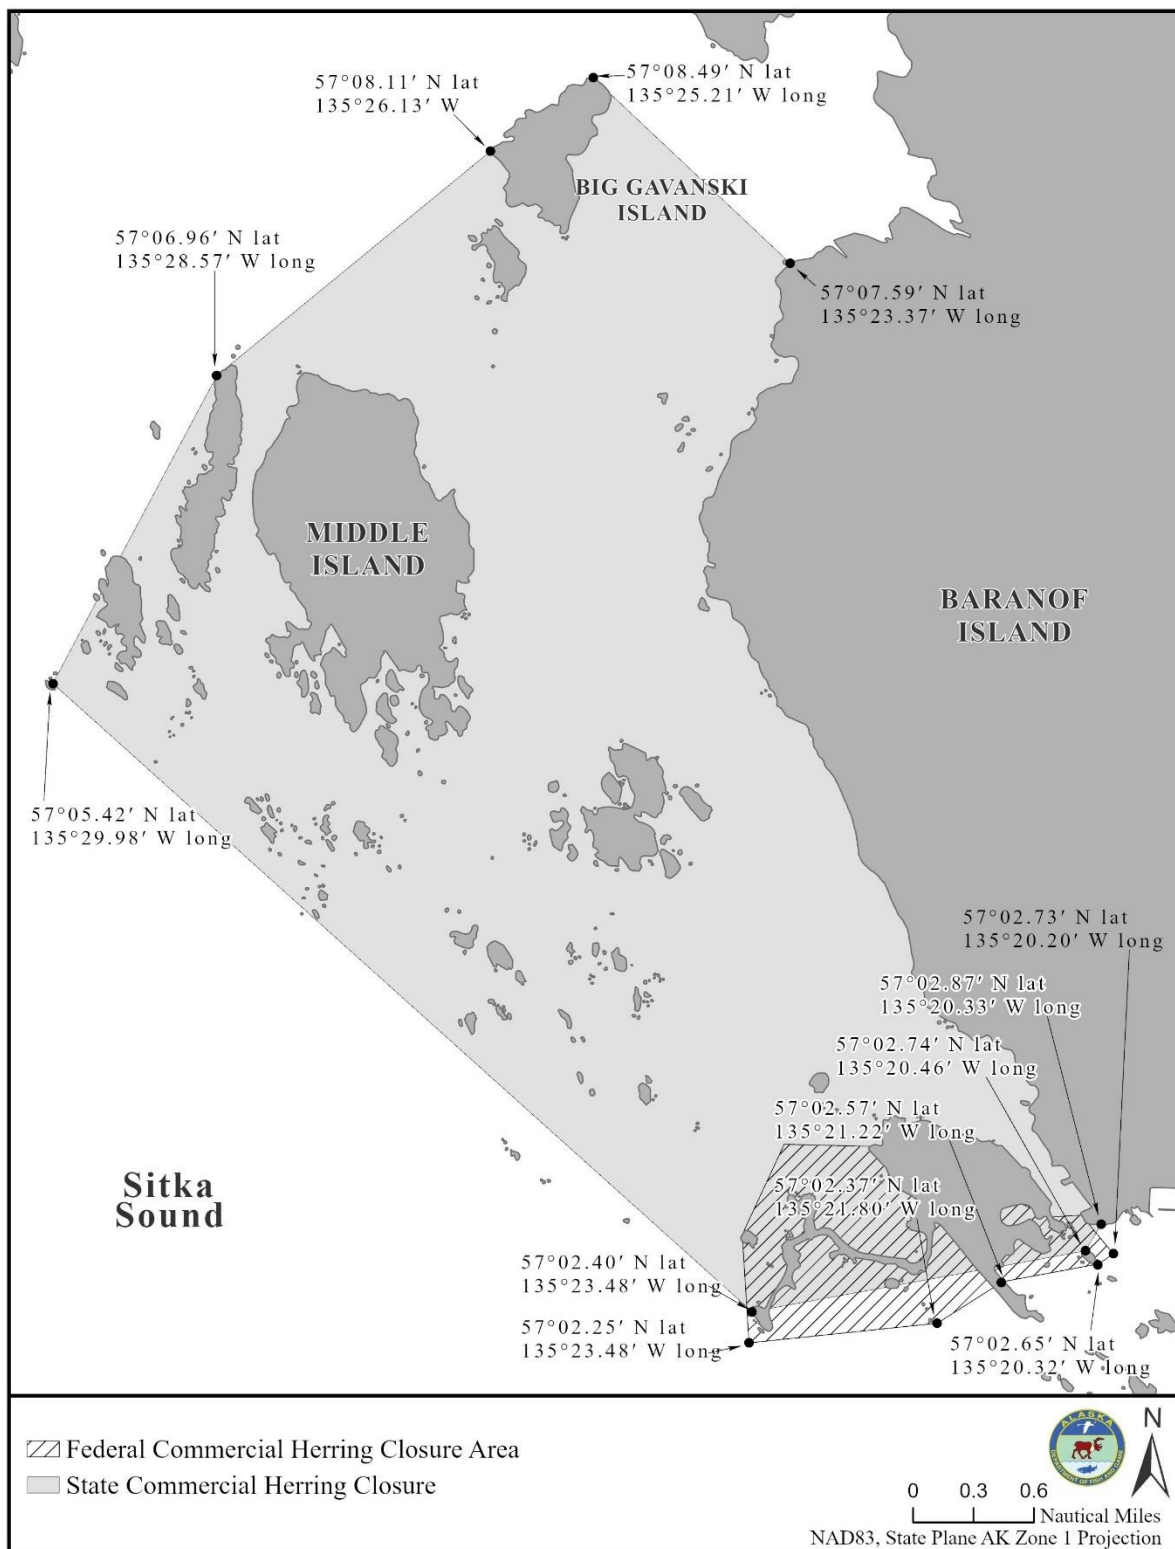 57°08.11′ N lat
135°26.13′ W
57°08.49′ N lat
135°25.21′ W long
BIG GAVANSKI
ISLAND
57°06.96′ N lat
135°28.57′ W long
57°07.59′ N lat
135°23.37′ W long
MIDDLE
ISLAND
BARANOF
ISLAND
57°05.42′ N lat
135°29.98′ W long
57°02.73′ N lat
135°20.20′ W long
57°02.87′ N lat
135°20.33′ W long
57°02.74′ N lat
135°20.46′ W long
57°02.57′ N lat
135°21.22′ W long
57°02.37′ N lat
135°21.80′ W long
Sitka
Sound
57°02.40′ N lat
135°23.48′ W long
57°02.25′ N lat
135°23.48′ W long
57°02.65′ N lat
135°20.32′ W long
Federal Commercial Herring Closure Area
State Commercial Herring Closure
ALASKA
DEPARTMENT OF FISH AND GAME
N
0 0.3 0.6
Nautical Miles
NAD83, State Plane AK Zone 1 Projection